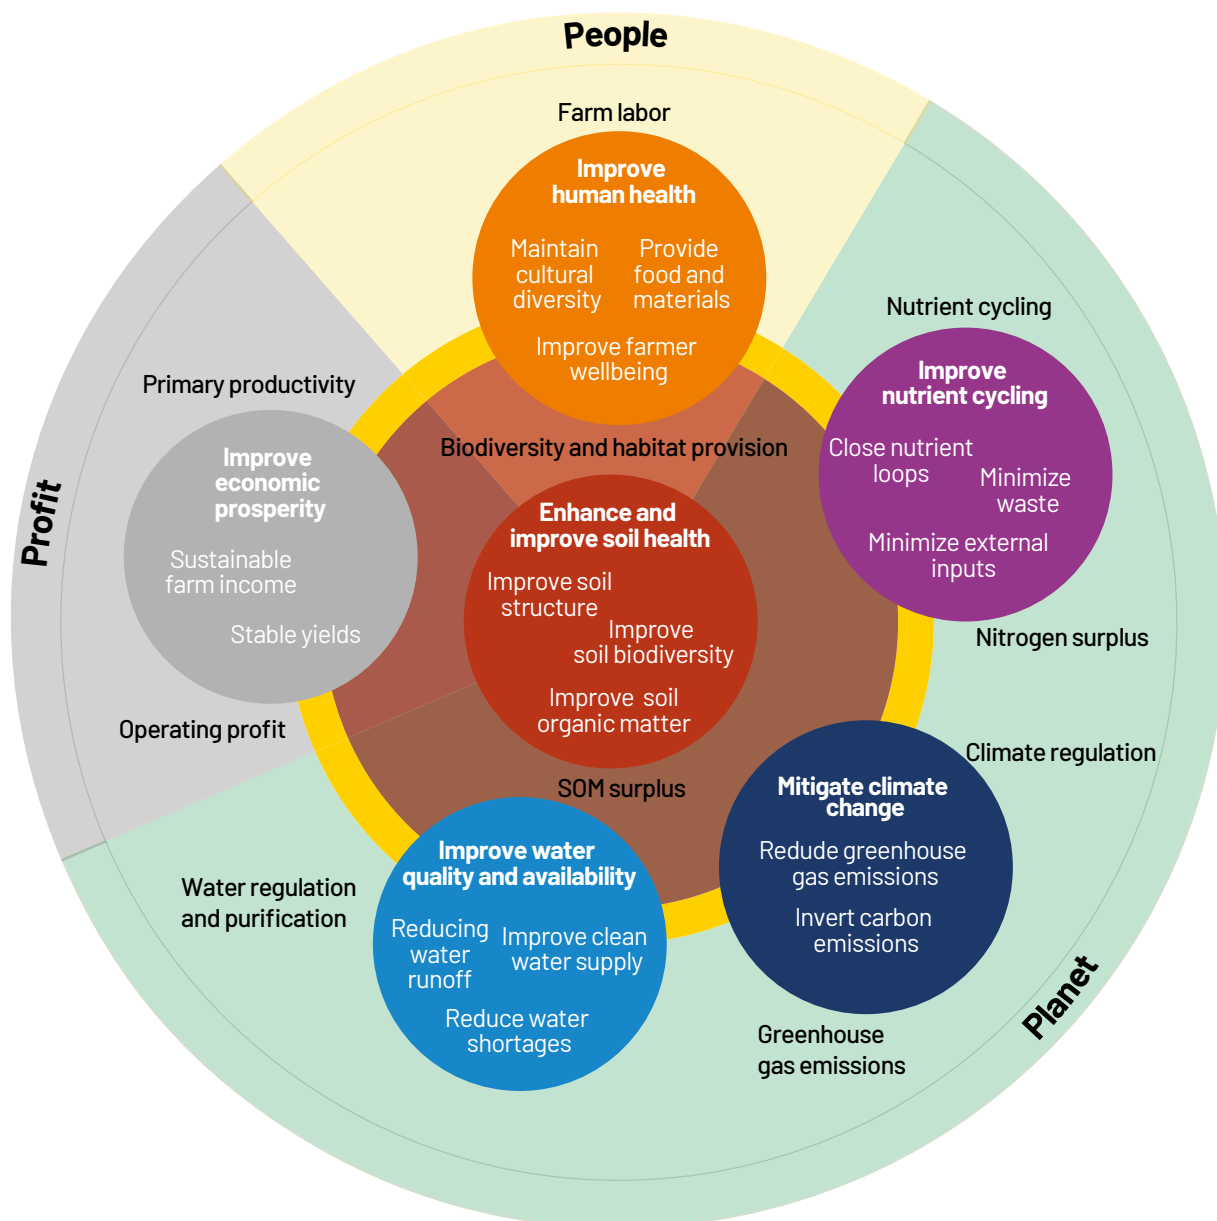 People
Farm labor
Improve
human health
Maintain
cultural
diversity
Provide
food and
materials
Improve farmer
wellbeing
Nutrient cycling
Improve
nutrient cycling
Close nutrient
loops
Minimize
waste
Minimize external
inputs
Nitrogen surplus
Primary productivity
Profit
Improve
economic
prosperity
Sustainable
farm income
Stable yields
Operating profit
Biodiversity and habitat provision
Enhance and
improve soil health
Improve soil
structure
Improve
soil biodiversity
Improve soil
organic matter
SOM surplus
Climate regulation
Mitigate climate
change
Redude greenhouse
gas emissions
Invert carbon
emissions
Planet
Greenhouse
gas emissions
Water regulation
and purification
Improve water
quality and availability
Reducing
water
runoff
Improve clean
water supply
Reduce water
shortages